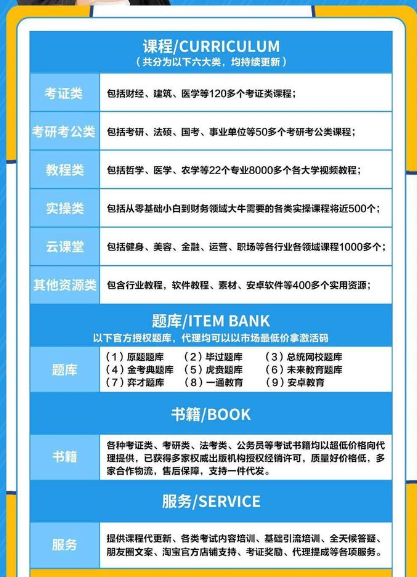 课程/CURRICULUM
（共分为以下六大类，均持续更新）
考证类
包括财经、建筑、医学等120多个考证类课程；
考研考公类
包括考研、法硕、国考、事业单位等50多个考研考公类课程；
教程类
包括哲学、医学、农学等22个专业8000多个各大学视频教程；
实操类
包括从零基础小白到财务领域大牛需要的各类实操课程将近500个；
云课堂
包括健身、美容、金融、运营、职场等各行业各领域课程1000多个；
其他资源类
包含行业教程，软件教程、素材、安卓软件等400多个实用资源；
题库/ITEM BANK
以下官方授权题库，代理均可以以市场最低价拿激活码
题库
（1）原题题库 （2）毕过题库 （3）总统网校题库
（4）金考典题库 （5）虎贲题库 （6）未来教育题库
（7）弈才题库 （8）一通教育 （9）安卓教育
书籍/BOOK
书籍
各种考证类、考研类、法考类、公务员等考试书籍均以超低价格向代
理提供，已获得多家权威出版机构授权经销许可，质量好价格低，多
家合作物流，售后保障，支持一件代发。
服务/SERVICE
服务
提供课程代更新、各类考试内容培训、基础引流培训、全天候答疑、
朋友圈文案、淘宝官方店铺支持、考证奖励、代理提成等各项服务。